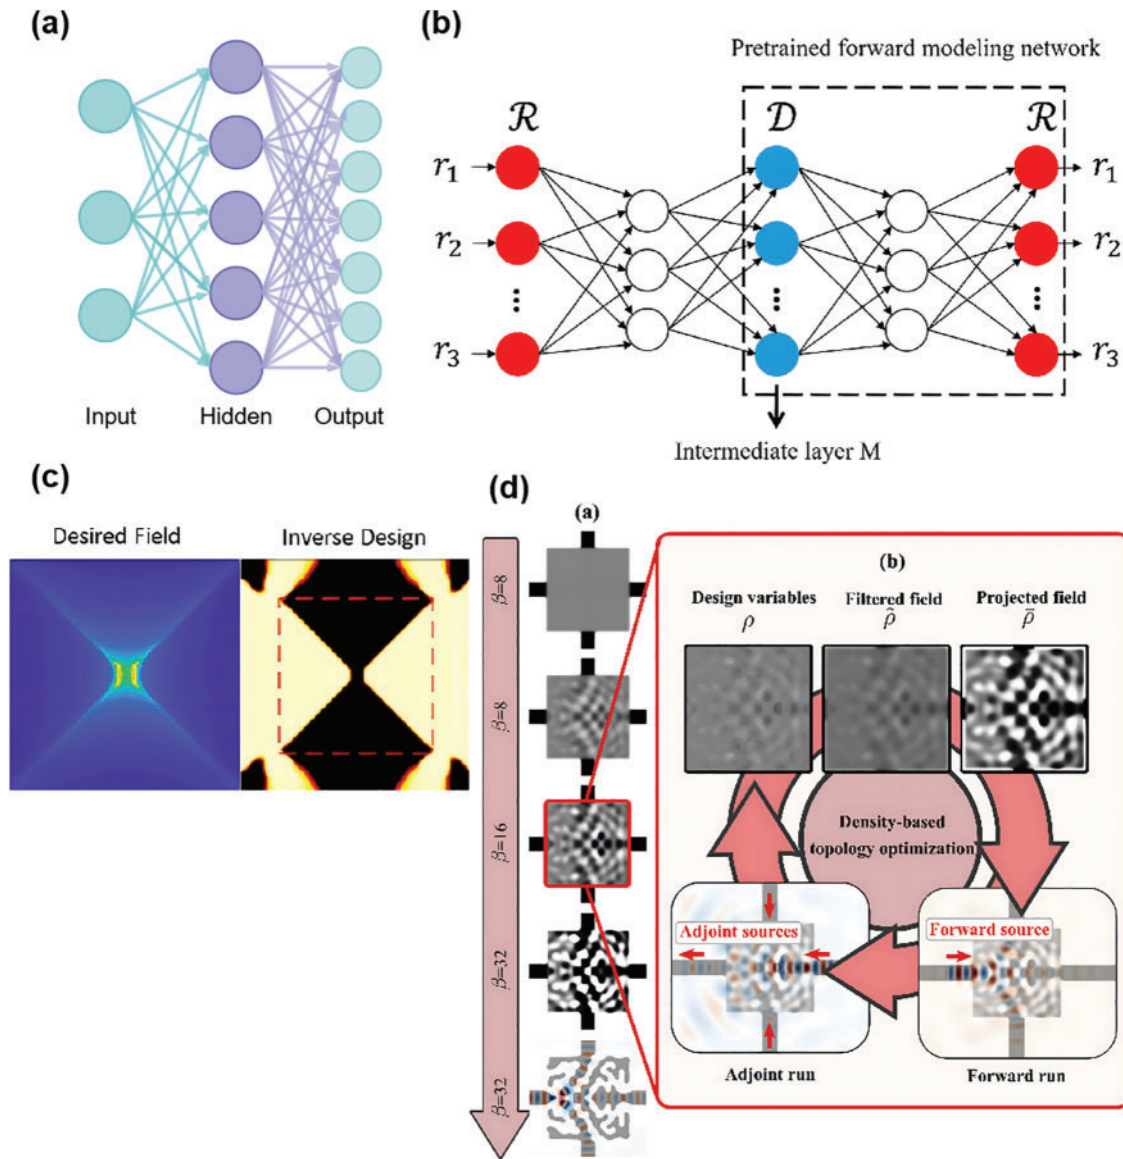 (a)
Input
Hidden
Output
(b)
Pretrained forward modeling network
ℛ
𝒟
ℛ
r₁
r₂
...
r₃
...
...
r₁
r₂
r₃
Intermediate layer M
(c)
Desired Field
Inverse Design
(d)
(a)
β=8
β=8
β=16
β=32
β=32
(b)
Design variables
ρ
Filtered field
ρ̃
Projected field
ρ̄
Density-based
topology optimization
Adjoint sources
Forward source
Adjoint run
Forward run